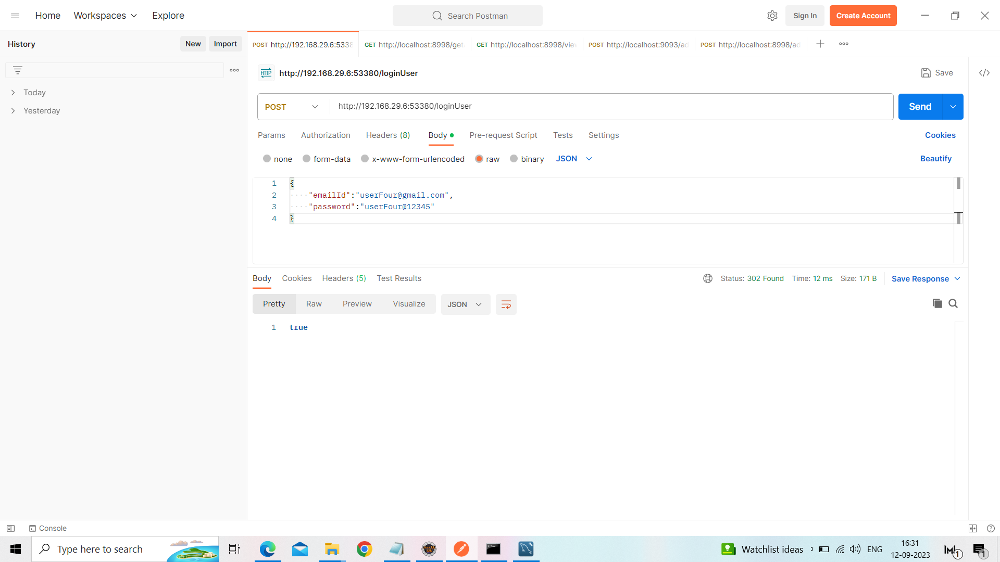 Home Workspaces Explore
Search Postman
Sign In Create Account
History New Import
POST http://192.168.29.6:5338
GET http://localhost:8998/get
GET http://localhost:8998/view
POST http://localhost:9093/ad
POST http://localhost:8998/ad
Today
Yesterday
HTTP http://192.168.29.6:53380/loginUser
Save
POST http://192.168.29.6:53380/loginUser
Send
Params Authorization Headers (8) Body Pre-request Script Tests Settings Cookies
none form-data x-www-form-urlencoded raw binary JSON Beautify
1 {
2 "emailId":"userFour@gmail.com",
3 "password":"userFour@12345"
4 }
Body Cookies Headers (5) Test Results
Status: 302 Found Time: 12 ms Size: 171 B Save Response
Pretty Raw Preview Visualize JSON
1 true
Console
Type here to search
Watchlist ideas
ENG
16:31
12-09-2023
1
1